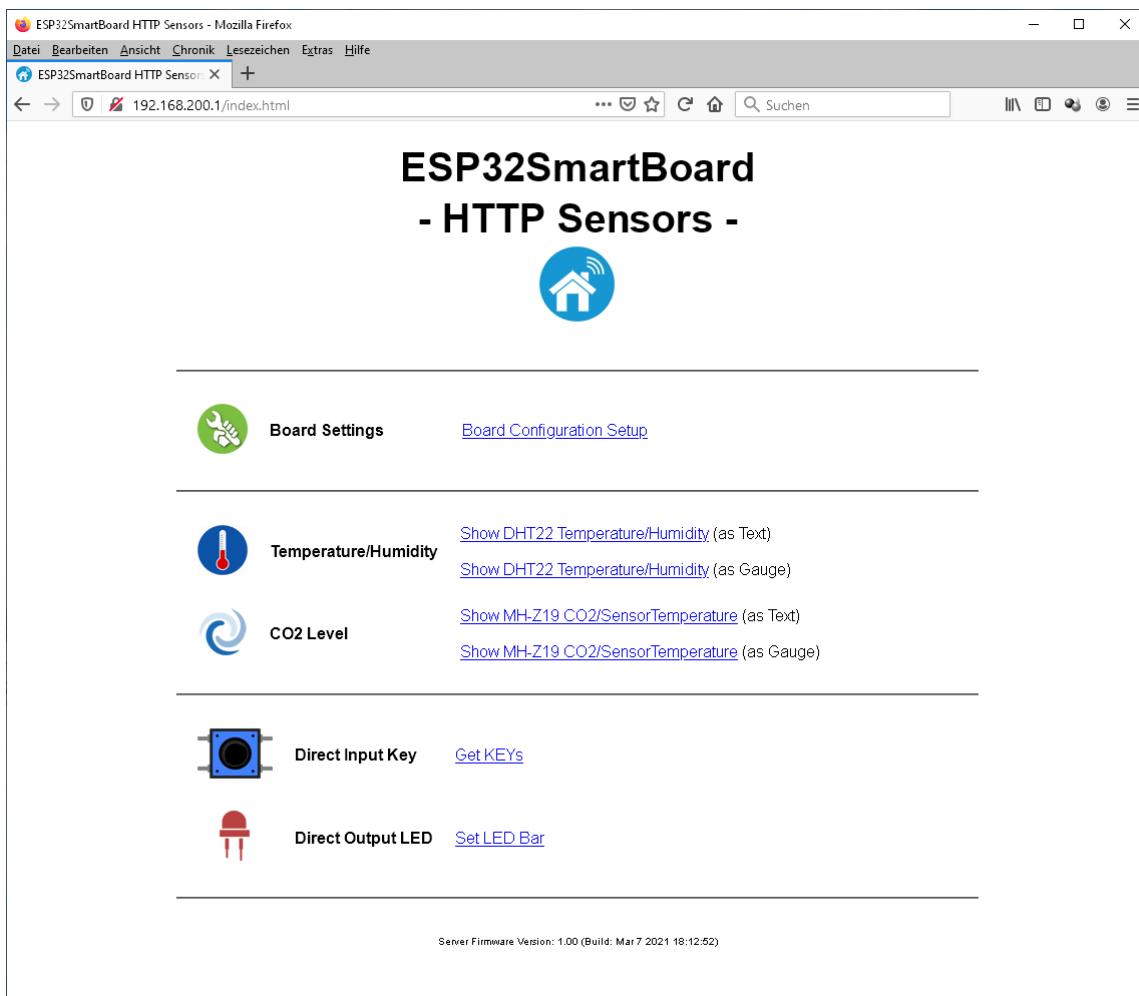 ESP32SmartBoard HTTP Sensors - Mozilla Firefox
Datei Bearbeiten Ansicht Chronik Lesezeichen Extras Hilfe
ESP32SmartBoard HTTP Sensor
192.168.200.1/index.html
Suchen
ESP32SmartBoard
- HTTP Sensors -
Board Settings Board Configuration Setup
Show DHT22 Temperature/Humidity (as Text)
Temperature/Humidity
Show DHT22 Temperature/Humidity (as Gauge)
Show MH-Z19 CO2/SensorTemperature (as Text)
CO2 Level
Show MH-Z19 CO2/SensorTemperature (as Gauge)
Direct Input Key Get KEYs
Direct Output LED Set LED Bar
Server Firmware Version: 1.00 (Build: Mar 7 2021 18:12:52)